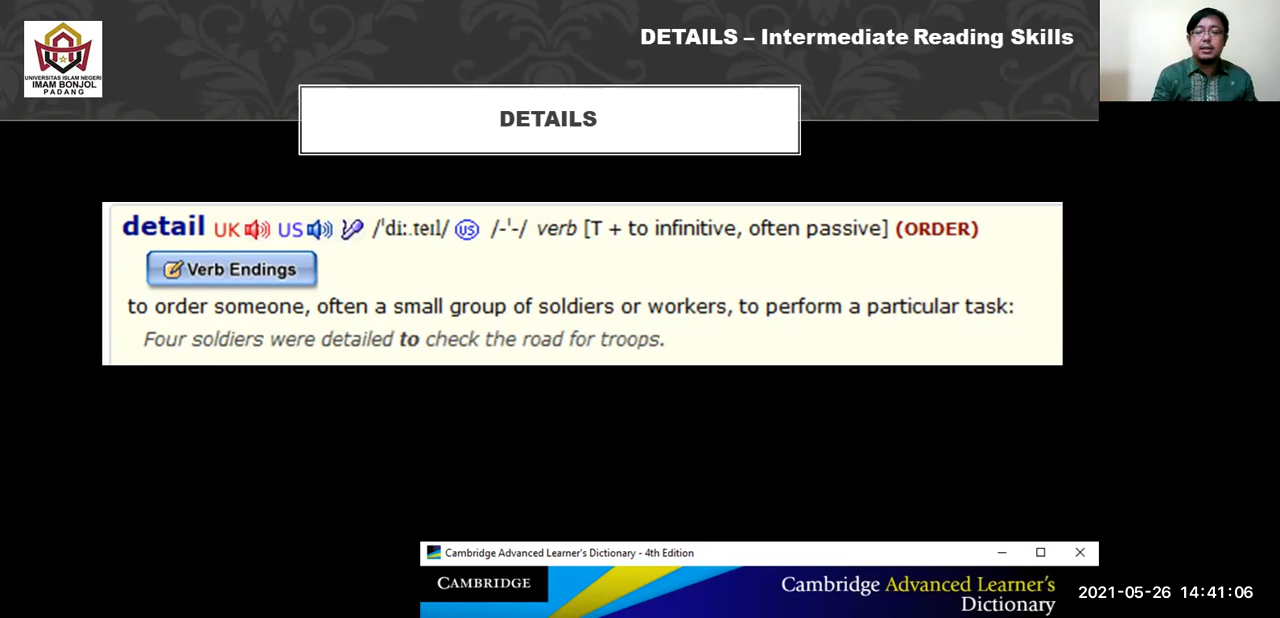 UNIVERSITAS ISLAM NEGERI
IMAM BONJOL
PADANG
DETAILS – Intermediate Reading Skills
DETAILS
detail UK US /ˈdiː.teɪl/ US /-ˈ-/ verb [T + to infinitive, often passive] (ORDER)
Verb Endings
to order someone, often a small group of soldiers or workers, to perform a particular task:
Four soldiers were detailed to check the road for troops.
Cambridge Advanced Learner's Dictionary - 4th Edition
CAMBRIDGE
Cambridge Advanced Learner's
Dictionary
2021-05-26 14:41:06